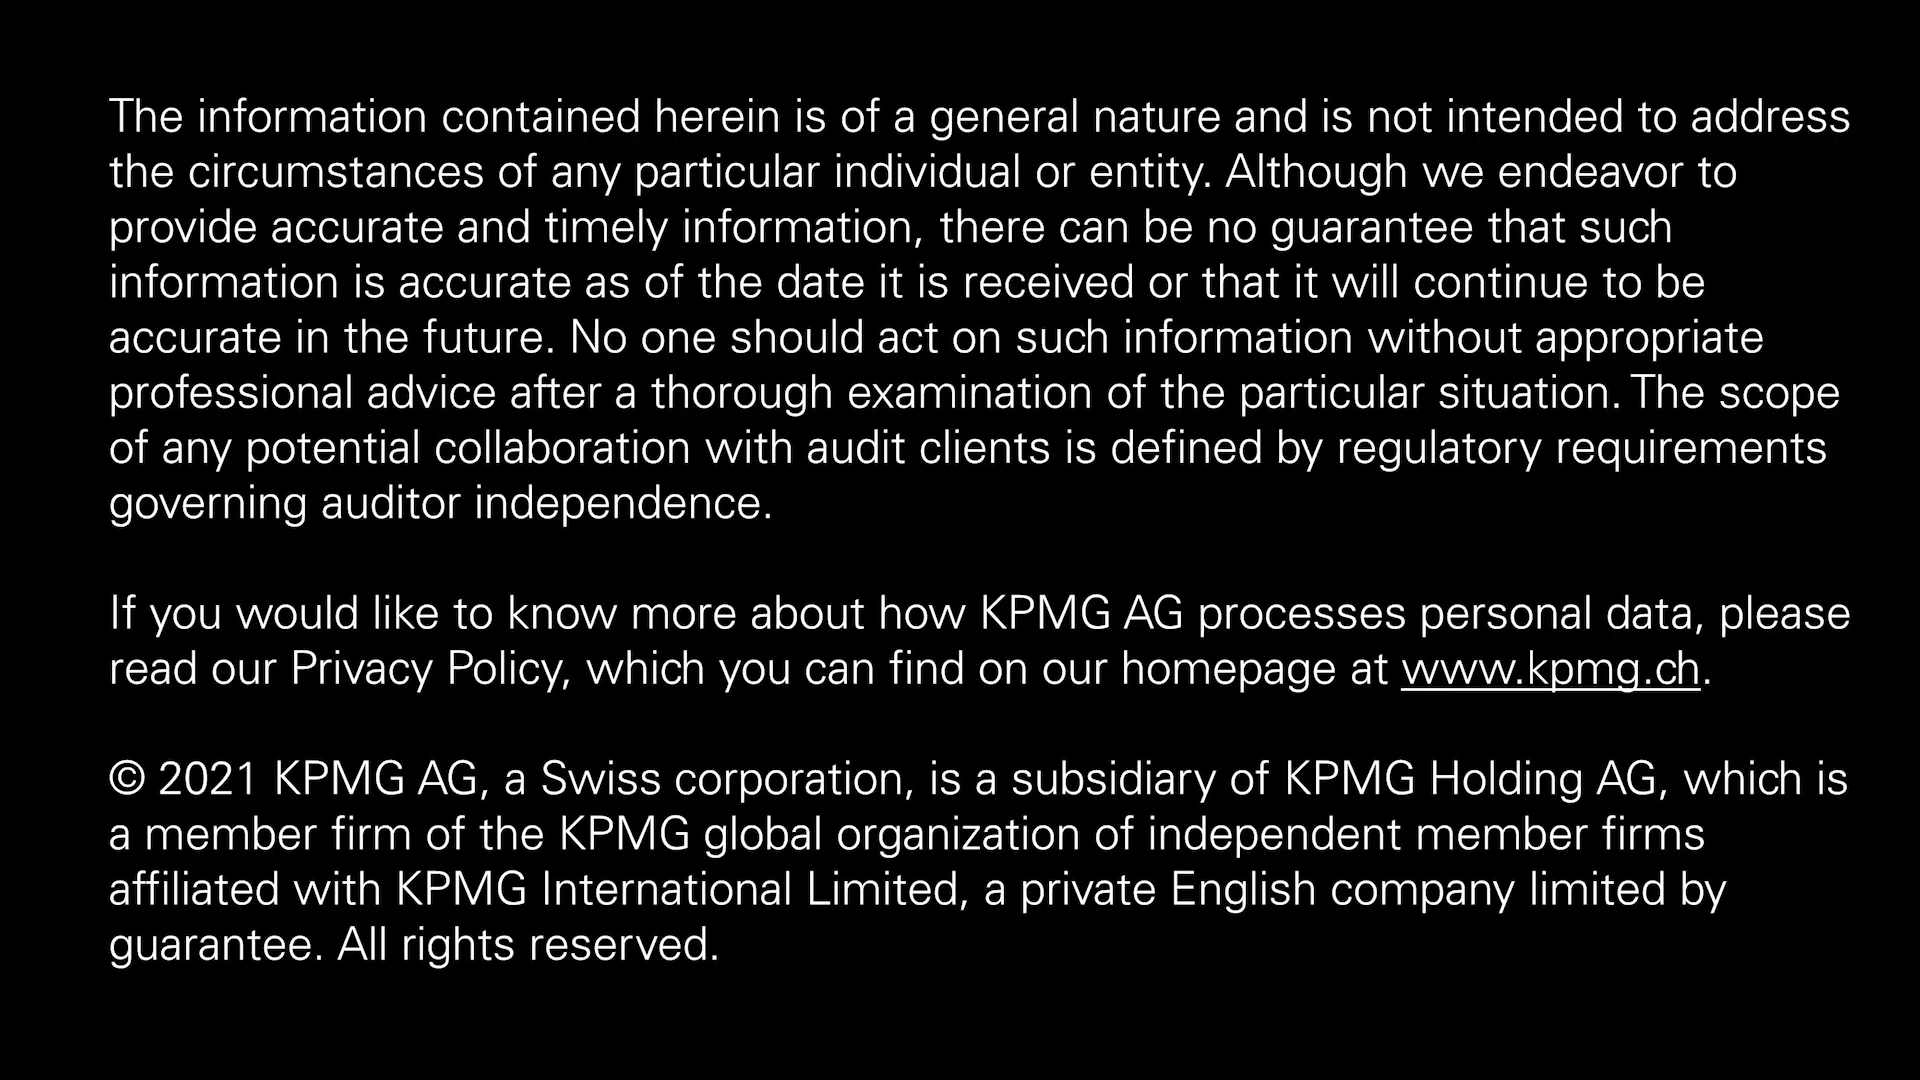 The information contained herein is of a general nature and is not intended to address
the circumstances of any particular individual or entity. Although we endeavor to
provide accurate and timely information, there can be no guarantee that such
information is accurate as of the date it is received or that it will continue to be
accurate in the future. No one should act on such information without appropriate
professional advice after a thorough examination of the particular situation. The scope
of any potential collaboration with audit clients is defined by regulatory requirements
governing auditor independence.
If you would like to know more about how KPMG AG processes personal data, please
read our Privacy Policy, which you can find on our homepage at www.kpmg.ch.
© 2021 KPMG AG, a Swiss corporation, is a subsidiary of KPMG Holding AG, which is
a member firm of the KPMG global organization of independent member firms
affiliated with KPMG International Limited, a private English company limited by
guarantee. All rights reserved.